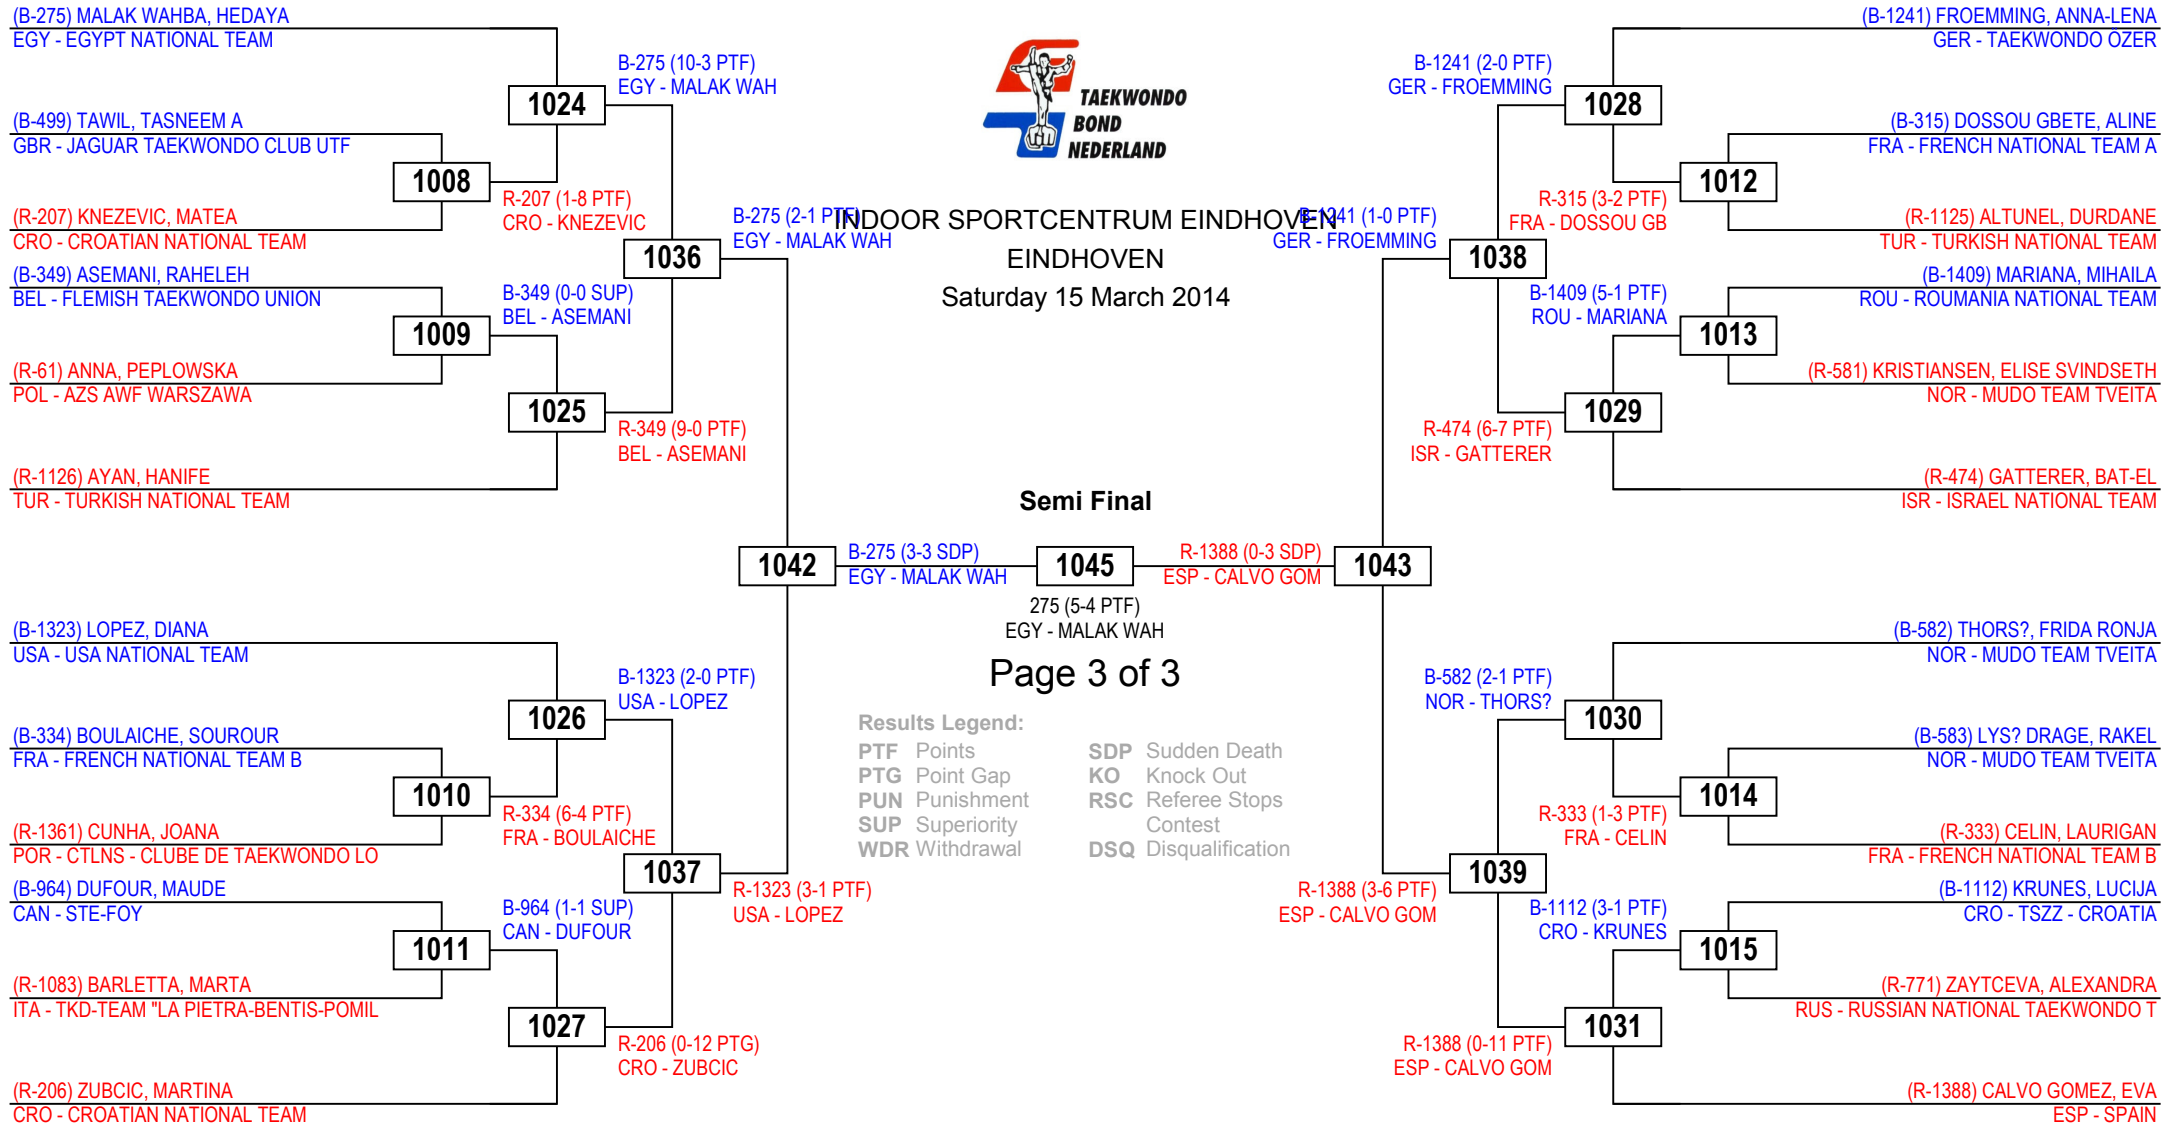 (B-275) MALAK WAHBA, HEDAYA
EGY - EGYPT NATIONAL TEAM
(B-499) TAWIL, TASNEEM A
GBR - JAGUAR TAEKWONDO CLUB UTF
(R-207) KNEZEVIC, MATEA
CRO - CROATIAN NATIONAL TEAM
(B-349) ASEMANI, RAHELEH
BEL - FLEMISH TAEKWONDO UNION
(R-61) ANNA, PEPLOWSKA
POL - AZS AWF WARSZAWA
(R-1126) AYAN, HANIFE
TUR - TURKISH NATIONAL TEAM
(B-1323) LOPEZ, DIANA
USA - USA NATIONAL TEAM
(B-334) BOULAICHE, SOUROUR
FRA - FRENCH NATIONAL TEAM B
(R-1361) CUNHA, JOANA
POR - CTLNS - CLUBE DE TAEKWONDO LO
(B-964) DUFOUR, MAUDE
CAN - STE-FOY
(R-1083) BARLETTA, MARTA
ITA - TKD-TEAM "LA PIETRA-BENTIS-POMIL
(R-206) ZUBCIC, MARTINA
CRO - CROATIAN NATIONAL TEAM
1008
1009
1010
1011
R-207 (1-8 PTF)
CRO - KNEZEVIC
B-349 (0-0 SUP)
BEL - ASEMANI
R-334 (6-4 PTF)
FRA - BOULAICHE
B-964 (1-1 SUP)
CAN - DUFOUR
1024
1025
1026
1027
B-275 (10-3 PTF)
EGY - MALAK WAH
R-349 (9-0 PTF)
BEL - ASEMANI
B-1323 (2-0 PTF)
USA - LOPEZ
R-206 (0-12 PTG)
CRO - ZUBCIC
1036
1037
B-275 (2-1 PTF)
EGY - MALAK WAH
R-1323 (3-1 PTF)
USA - LOPEZ
1042
B-275 (3-3 SDP)
EGY - MALAK WAH
TAEKWONDO
BOND
NEDERLAND
INDOOR SPORTCENTRUM EINDHOVEN
EINDHOVEN
Saturday 15 March 2014
Semi Final
1045
275 (5-4 PTF)
EGY - MALAK WAH
Page 3 of 3
Results Legend:
PTF Points
PTG Point Gap
PUN Punishment
SUP Superiority
WDR Withdrawal
SDP Sudden Death
KO Knock Out
RSC Referee Stops
Contest
DSQ Disqualification
R-1388 (0-3 SDP)
ESP - CALVO GOM
1043
B-1241 (1-0 PTF)
GER - FROEMMING
R-1388 (3-6 PTF)
ESP - CALVO GOM
1038
1039
B-1241 (2-0 PTF)
GER - FROEMMING
R-474 (6-7 PTF)
ISR - GATTERER
B-582 (2-1 PTF)
NOR - THORS?
R-1388 (0-11 PTF)
ESP - CALVO GOM
1028
1029
1030
1031
R-315 (3-2 PTF)
FRA - DOSSOU GB
B-1409 (5-1 PTF)
ROU - MARIANA
R-333 (1-3 PTF)
FRA - CELIN
B-1112 (3-1 PTF)
CRO - KRUNES
1012
1013
1014
1015
(B-1241) FROEMMING, ANNA-LENA
GER - TAEKWONDO OZER
(B-315) DOSSOU GBETE, ALINE
FRA - FRENCH NATIONAL TEAM A
(R-1125) ALTUNEL, DURDANE
TUR - TURKISH NATIONAL TEAM
(B-1409) MARIANA, MIHAILA
ROU - ROUMANIA NATIONAL TEAM
(R-581) KRISTIANSEN, ELISE SVINDSETH
NOR - MUDO TEAM TVEITA
(R-474) GATTERER, BAT-EL
ISR - ISRAEL NATIONAL TEAM
(B-582) THORS?, FRIDA RONJA
NOR - MUDO TEAM TVEITA
(B-583) LYS? DRAGE, RAKEL
NOR - MUDO TEAM TVEITA
(R-333) CELIN, LAURIGAN
FRA - FRENCH NATIONAL TEAM B
(B-1112) KRUNES, LUCIJA
CRO - TSZZ - CROATIA
(R-771) ZAYTCEVA, ALEXANDRA
RUS - RUSSIAN NATIONAL TAEKWONDO T
(R-1388) CALVO GOMEZ, EVA
ESP - SPAIN